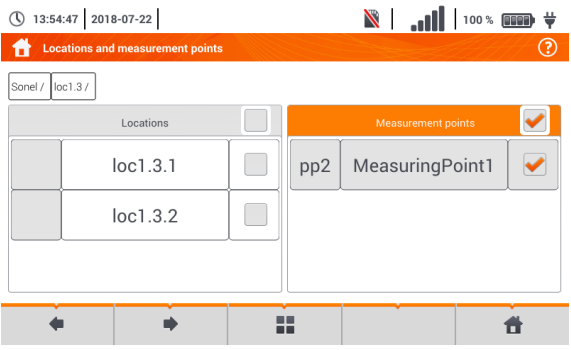 13:54:47 2018-07-22 100 %
Locations and measurement points ?
Sonel / loc1.3 /
Locations Measurement points
loc1.3.1 pp2 MeasuringPoint1
loc1.3.2